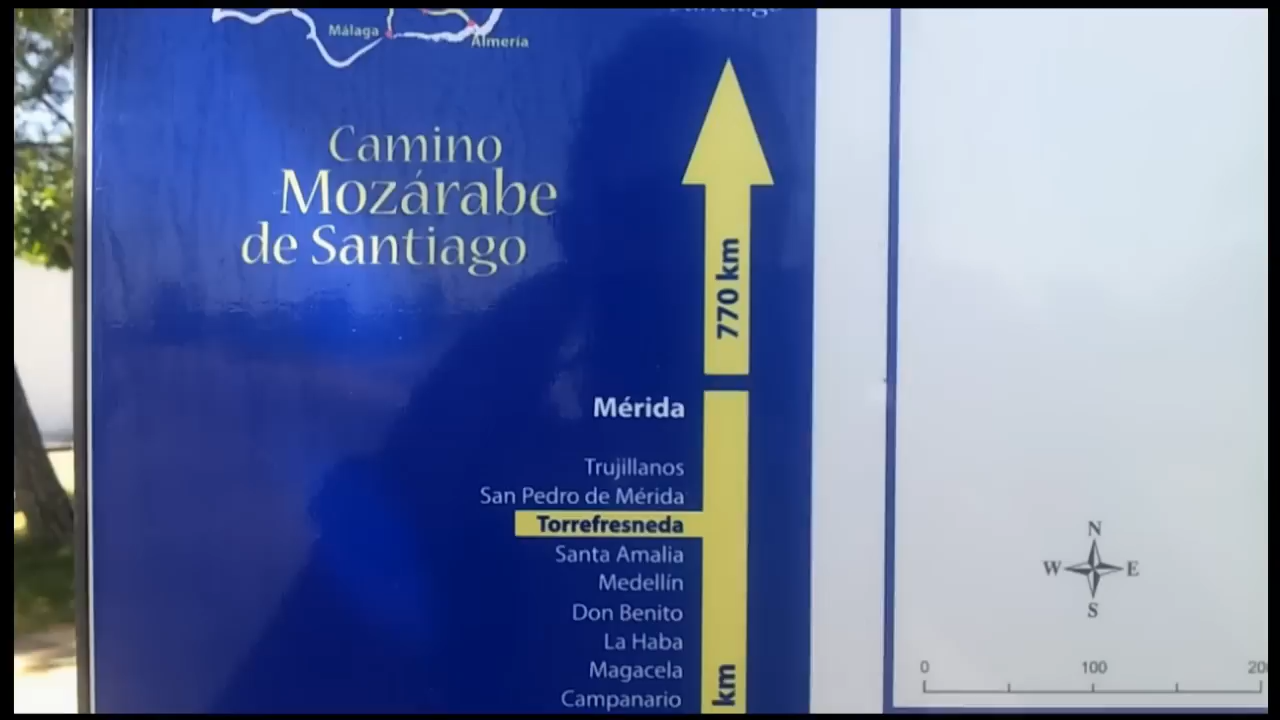 Santiago
Málaga
Almería
Camino
Mozárabe
de Santiago
770 km
Mérida
Trujillanos
San Pedro de Mérida
Torrefresneda
Santa Amalia
Medellín
Don Benito
La Haba
Magacela
Campanario
km
N
W E
S
0 100